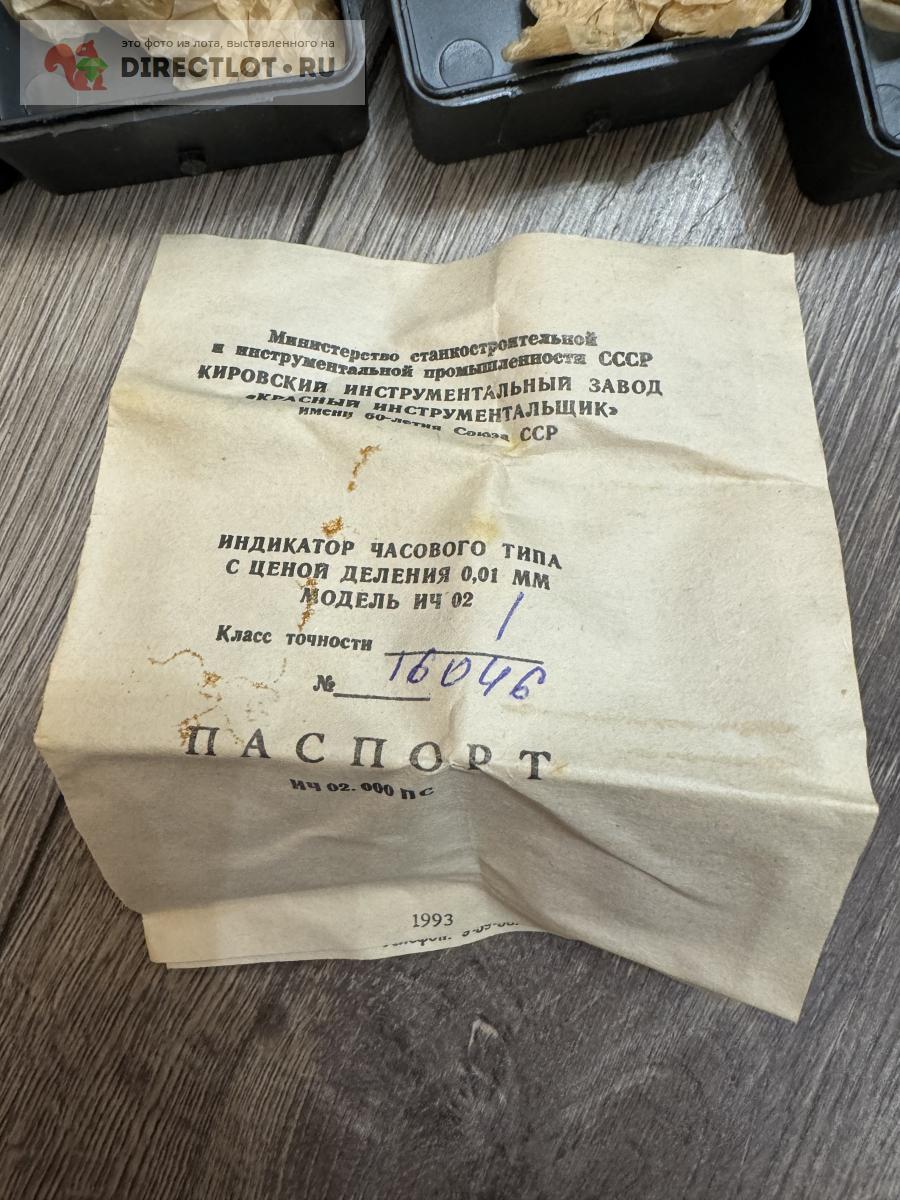 это фото из лота, выставленного на
DIRECTLOT.RU
Министерство станкостроительной
и инструментальной промышленности СССР
КИРОВСКИЙ ИНСТРУМЕНТАЛЬНЫЙ ЗАВОД
«КРАСНЫЙ ИНСТРУМЕНТАЛЬЩИК»
имени 60-летия Союза ССР
ИНДИКАТОР ЧАСОВОГО ТИПА
С ЦЕНОЙ ДЕЛЕНИЯ 0,01 ММ
МОДЕЛЬ ИЧ 02
Класс точности 1
№ 16046
ПАСПОРТ
ИЧ 02. 000 ПС
1993